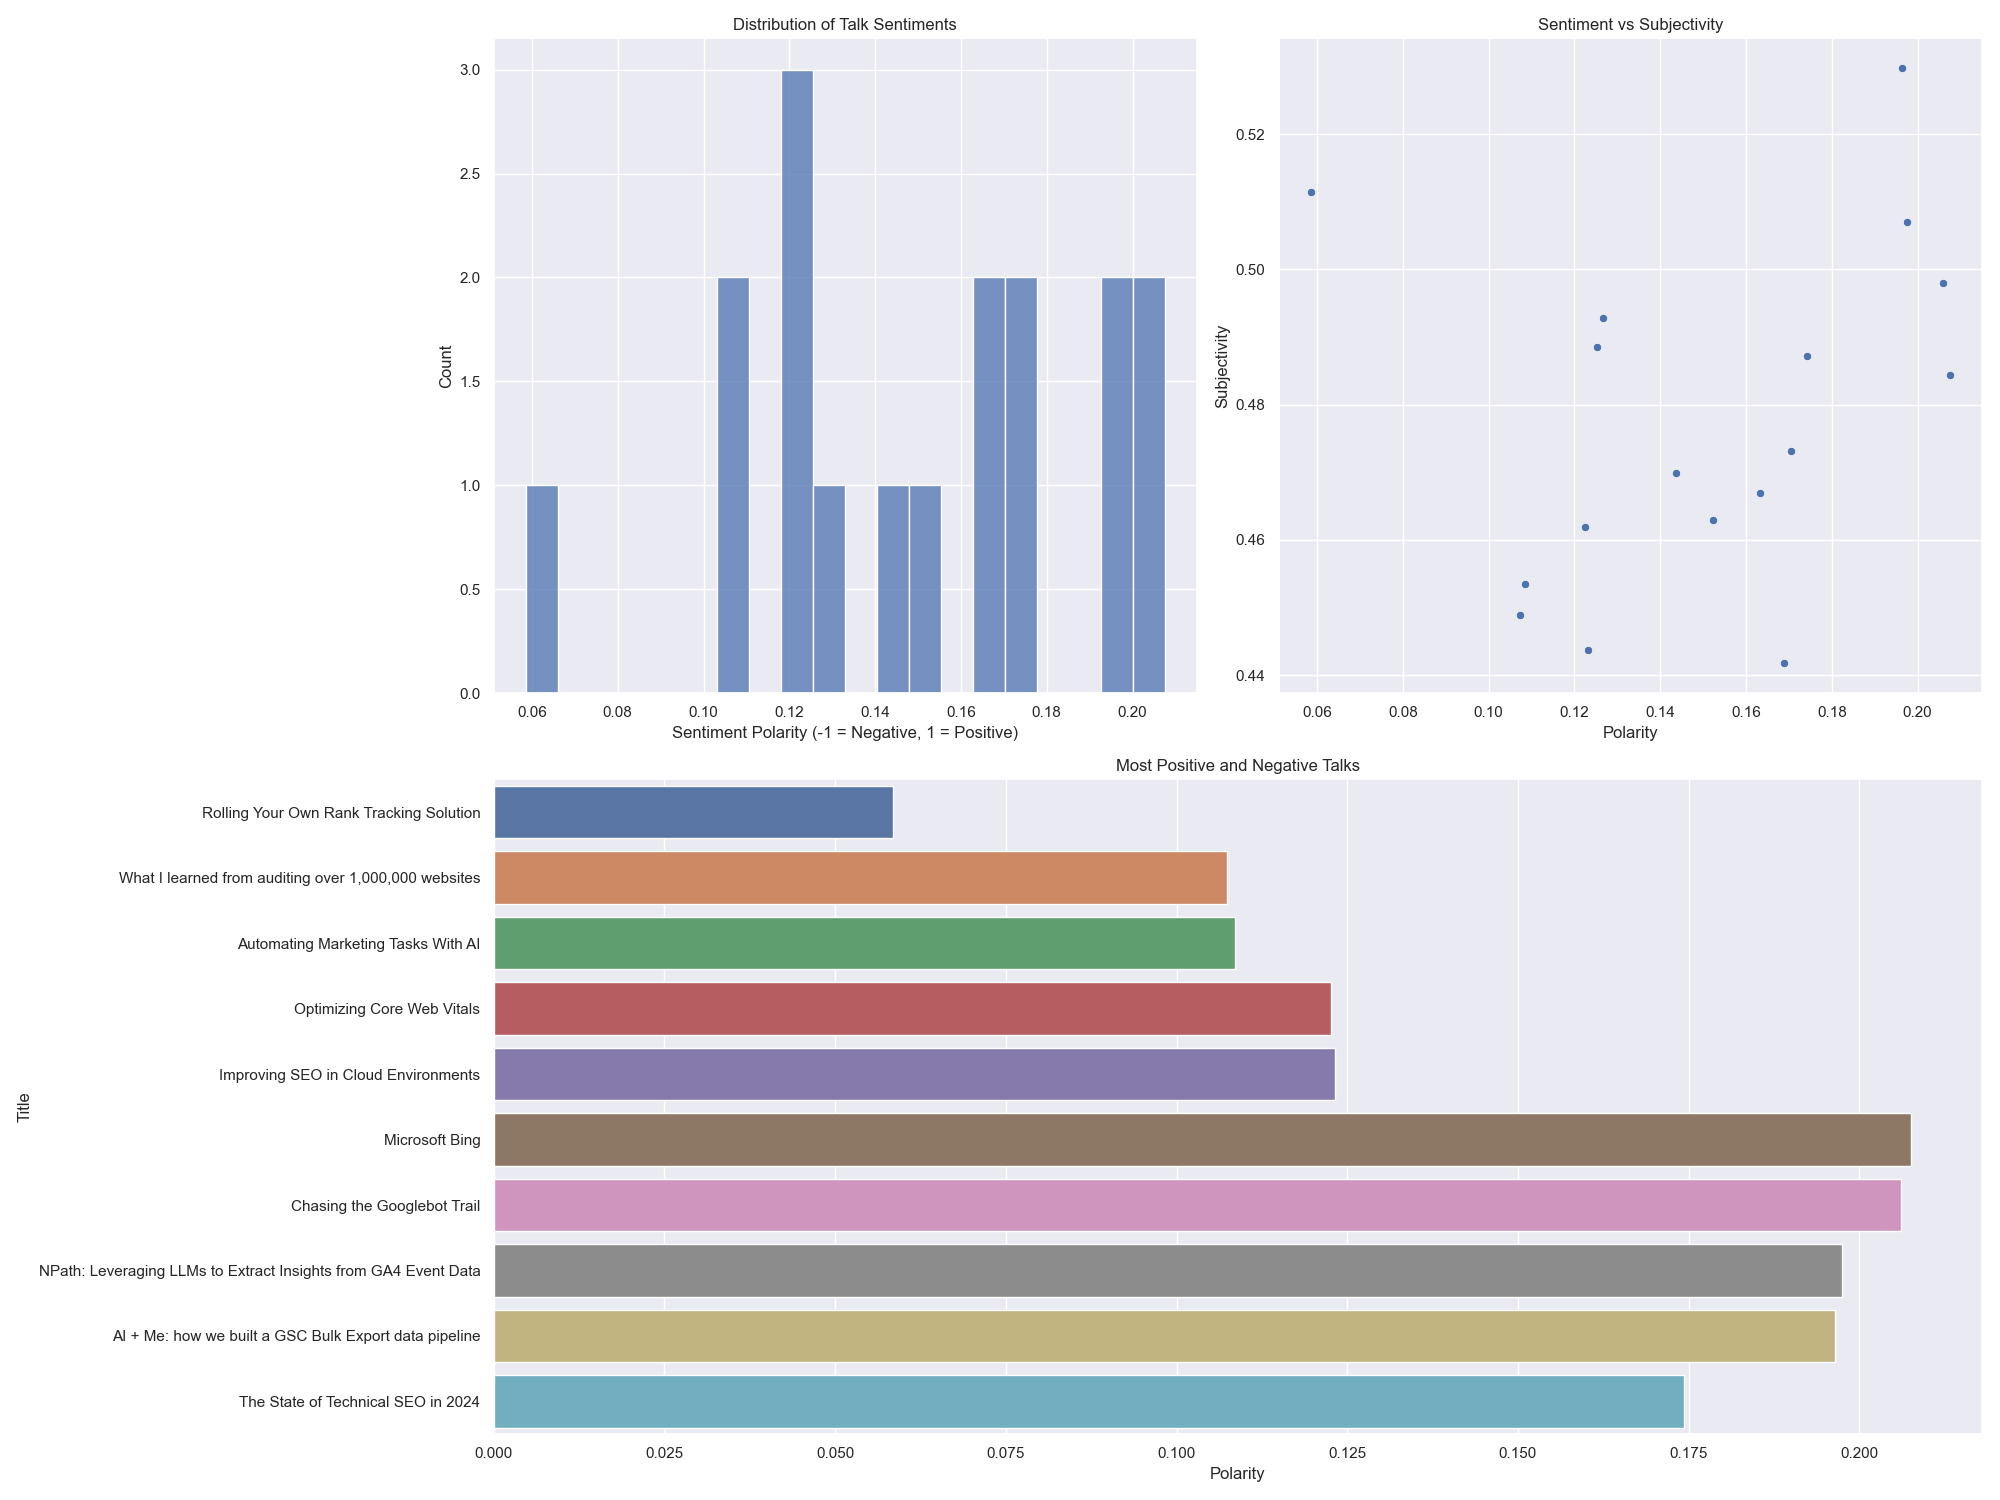 Distribution of Talk Sentiments
3.0
2.5
2.0
1.5
1.0
0.5
0.0
Count
0.06 0.08 0.10 0.12 0.14 0.16 0.18 0.20
Sentiment Polarity (-1 = Negative, 1 = Positive)
Sentiment vs Subjectivity
0.52
0.50
0.48
0.46
0.44
Subjectivity
0.06 0.08 0.10 0.12 0.14 0.16 0.18 0.20
Polarity
Most Positive and Negative Talks
Title
Rolling Your Own Rank Tracking Solution
What I learned from auditing over 1,000,000 websites
Automating Marketing Tasks With AI
Optimizing Core Web Vitals
Improving SEO in Cloud Environments
Microsoft Bing
Chasing the Googlebot Trail
NPath: Leveraging LLMs to Extract Insights from GA4 Event Data
AI + Me: how we built a GSC Bulk Export data pipeline
The State of Technical SEO in 2024
0.000 0.025 0.050 0.075 0.100 0.125 0.150 0.175 0.200
Polarity